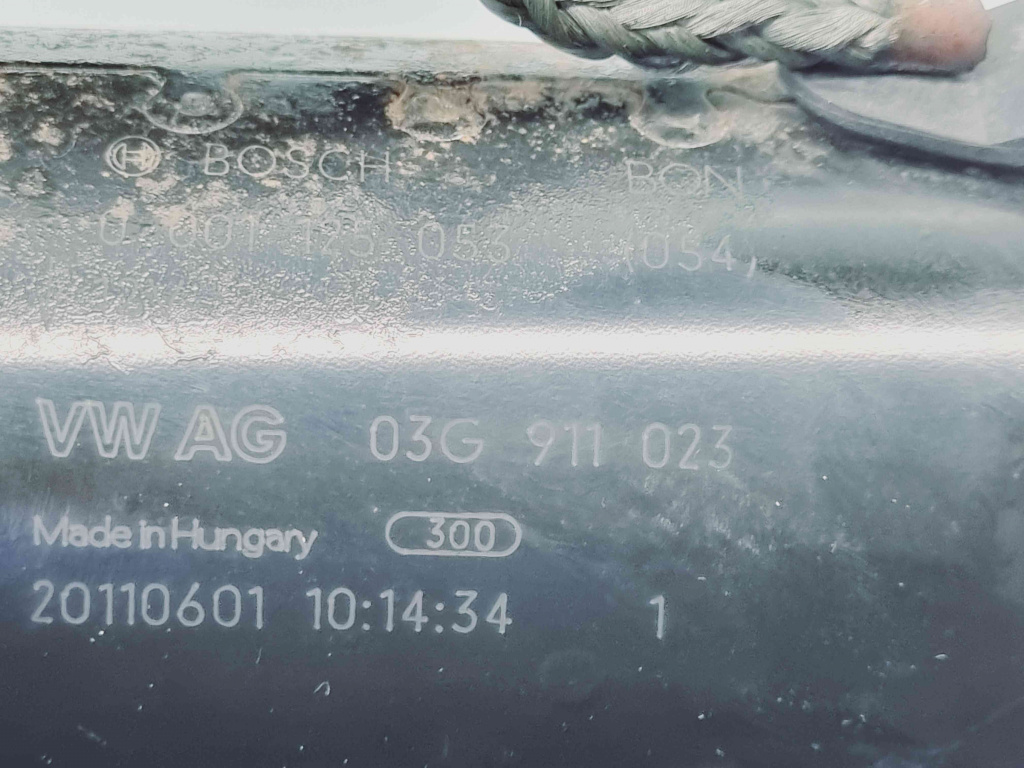 BOSCH BON
0 001 125 053 (054)
VW AG 03G 911 023
Made in Hungary 300
20110601 10:14:34 1